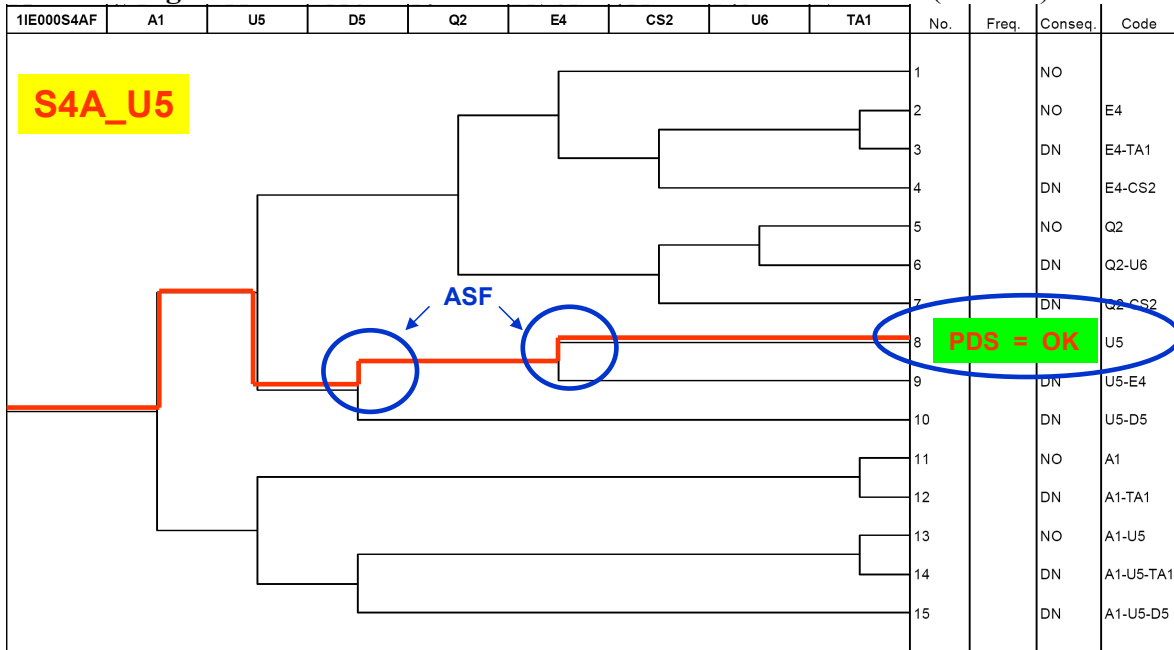 1IE000S4AF A1 U5 D5 Q2 E4 CS2 U6 TA1 No. Freq. Conseq. Code
S4A_U5
1 NO
2 NO E4
3 DN E4-TA1
4 DN E4-CS2
5 NO Q2
6 DN Q2-U6
7 DN Q2-CS2
ASF
8 PDS = OK U5
9 DN U5-E4
10 DN U5-D5
11 NO A1
12 DN A1-TA1
13 NO A1-U5
14 DN A1-U5-TA1
15 DN A1-U5-D5